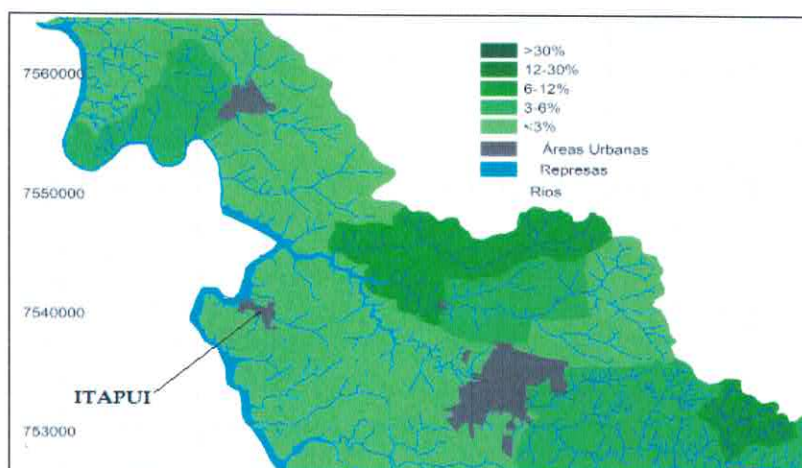 >30%
12-30%
6-12%
3-6%
<3%
Áreas Urbanas
Represas
Rios
7560000
7550000
7540000
753000
ITAPUI